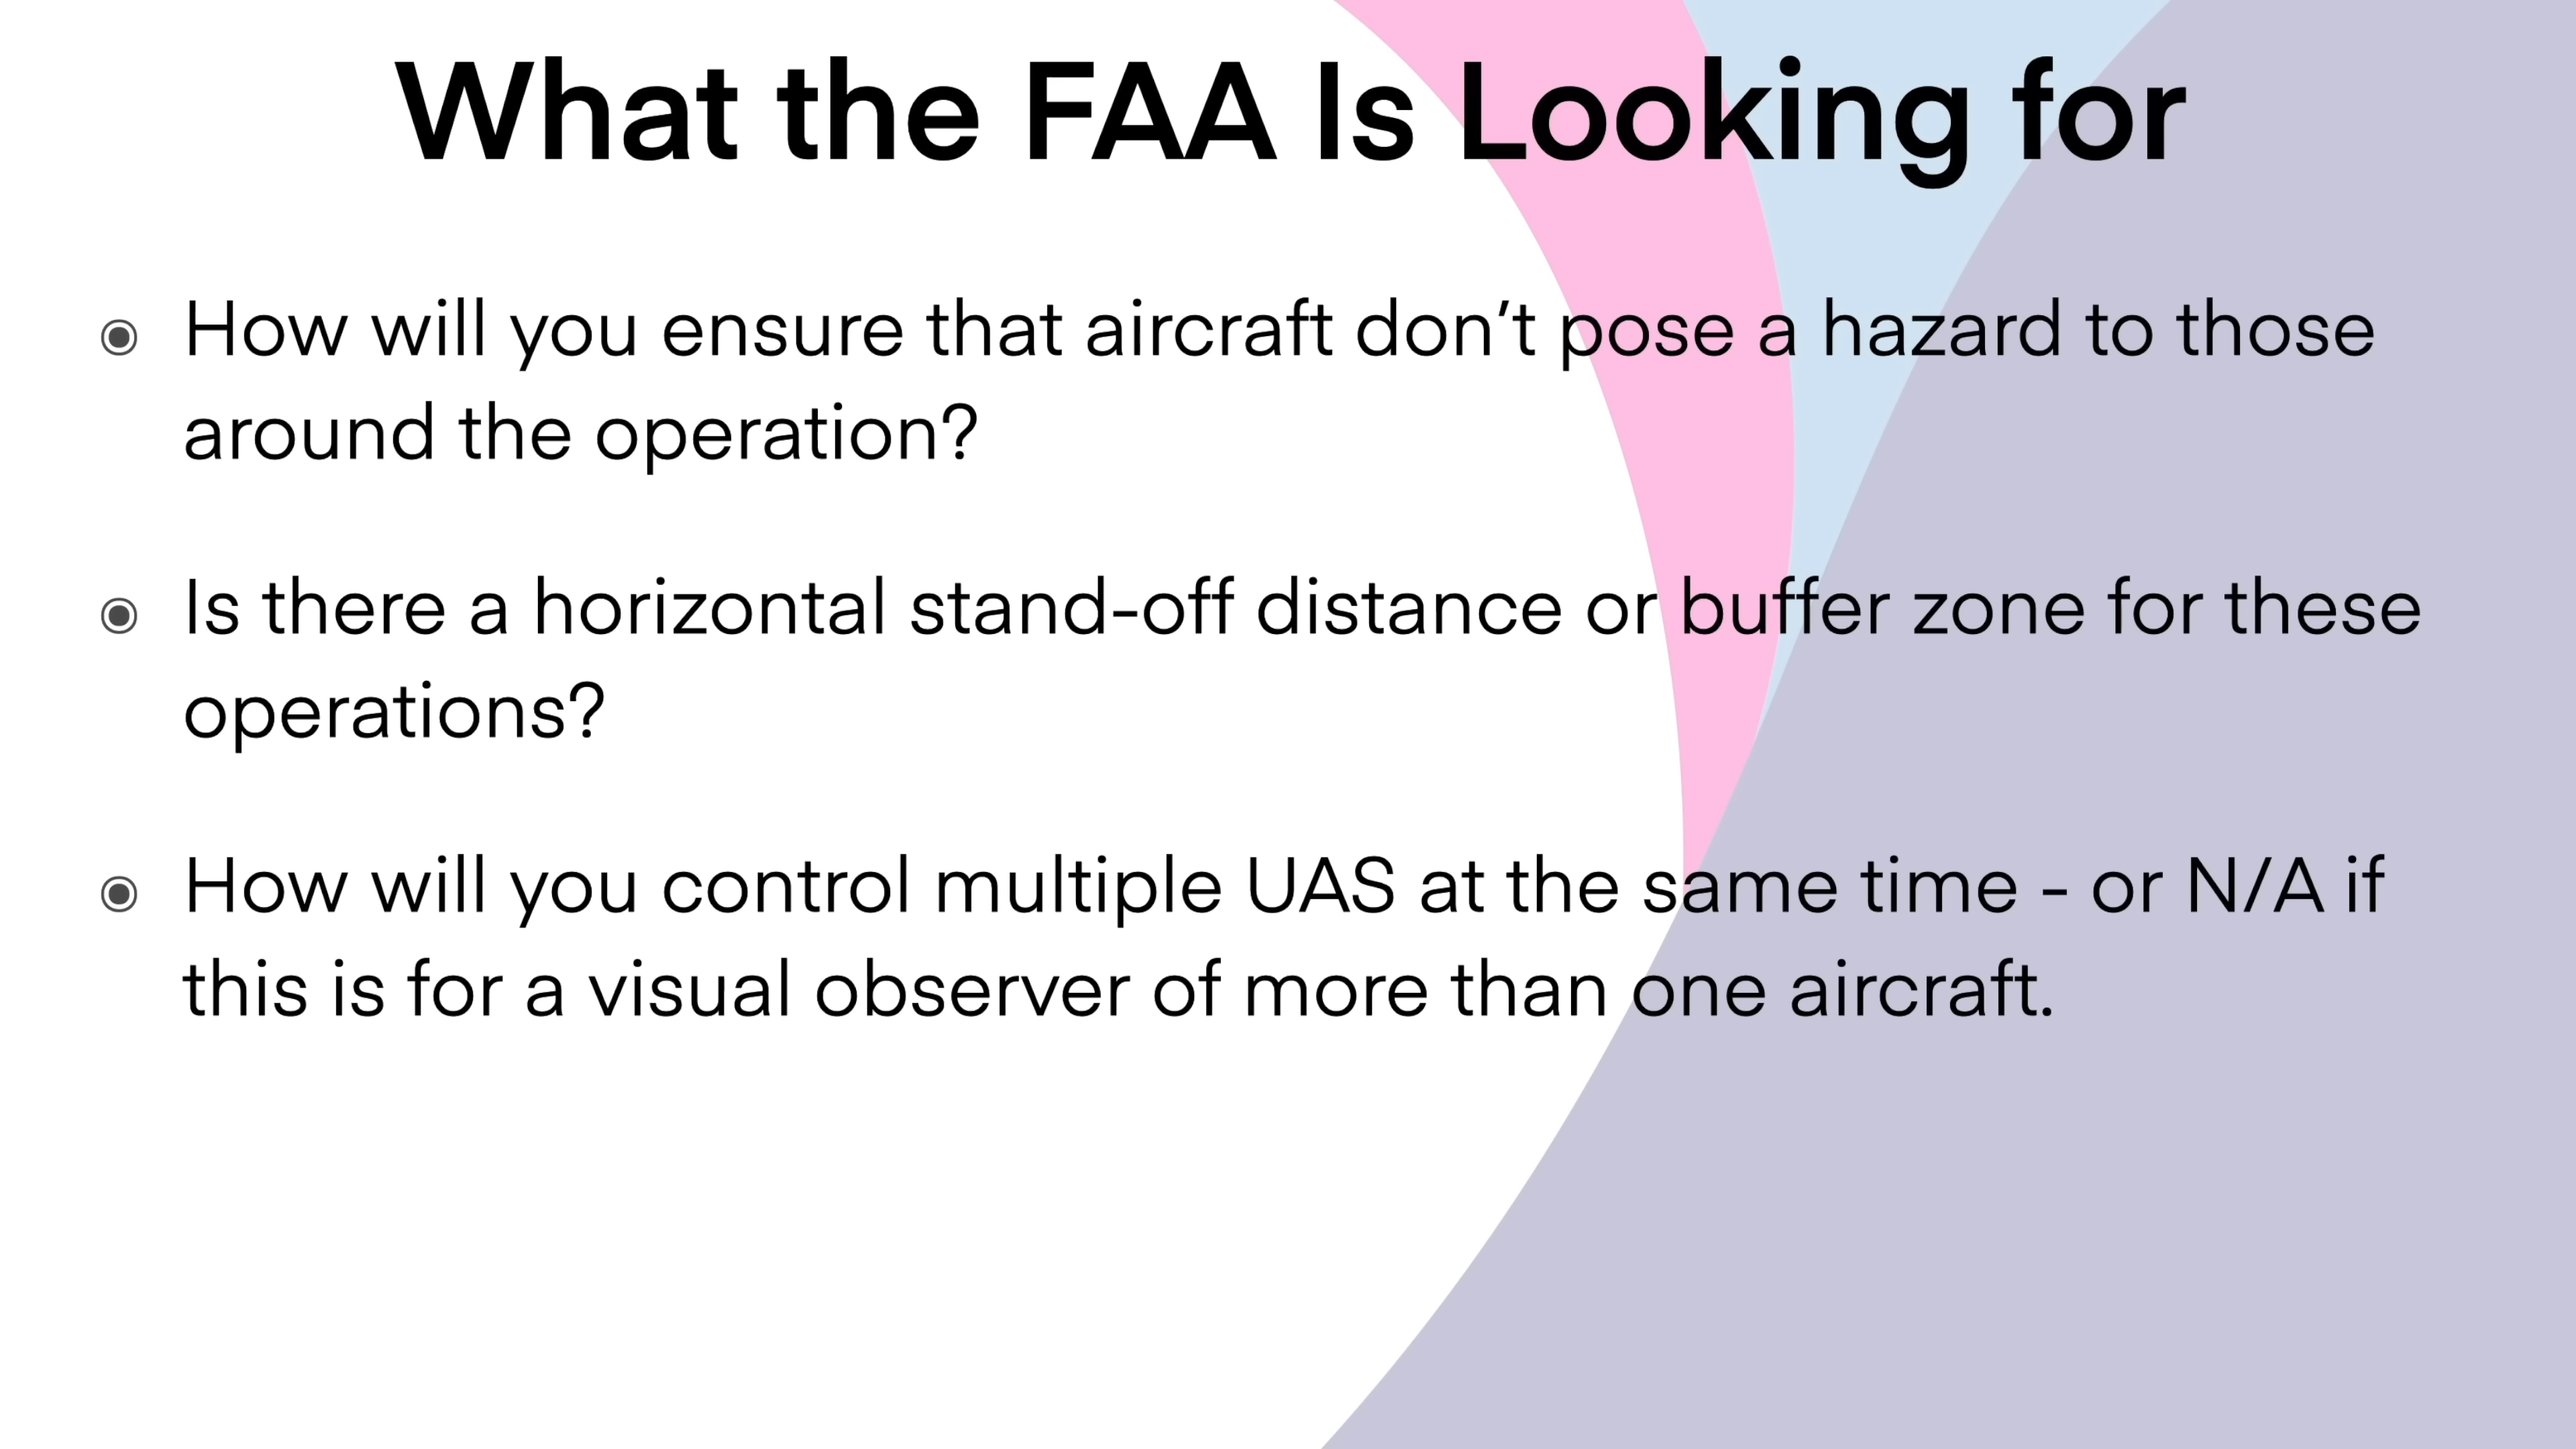 What the FAA Is Looking for
How will you ensure that aircraft don’t pose a hazard to those
around the operation?
Is there a horizontal stand-off distance or buffer zone for these
operations?
How will you control multiple UAS at the same time - or N/A if
this is for a visual observer of more than one aircraft.